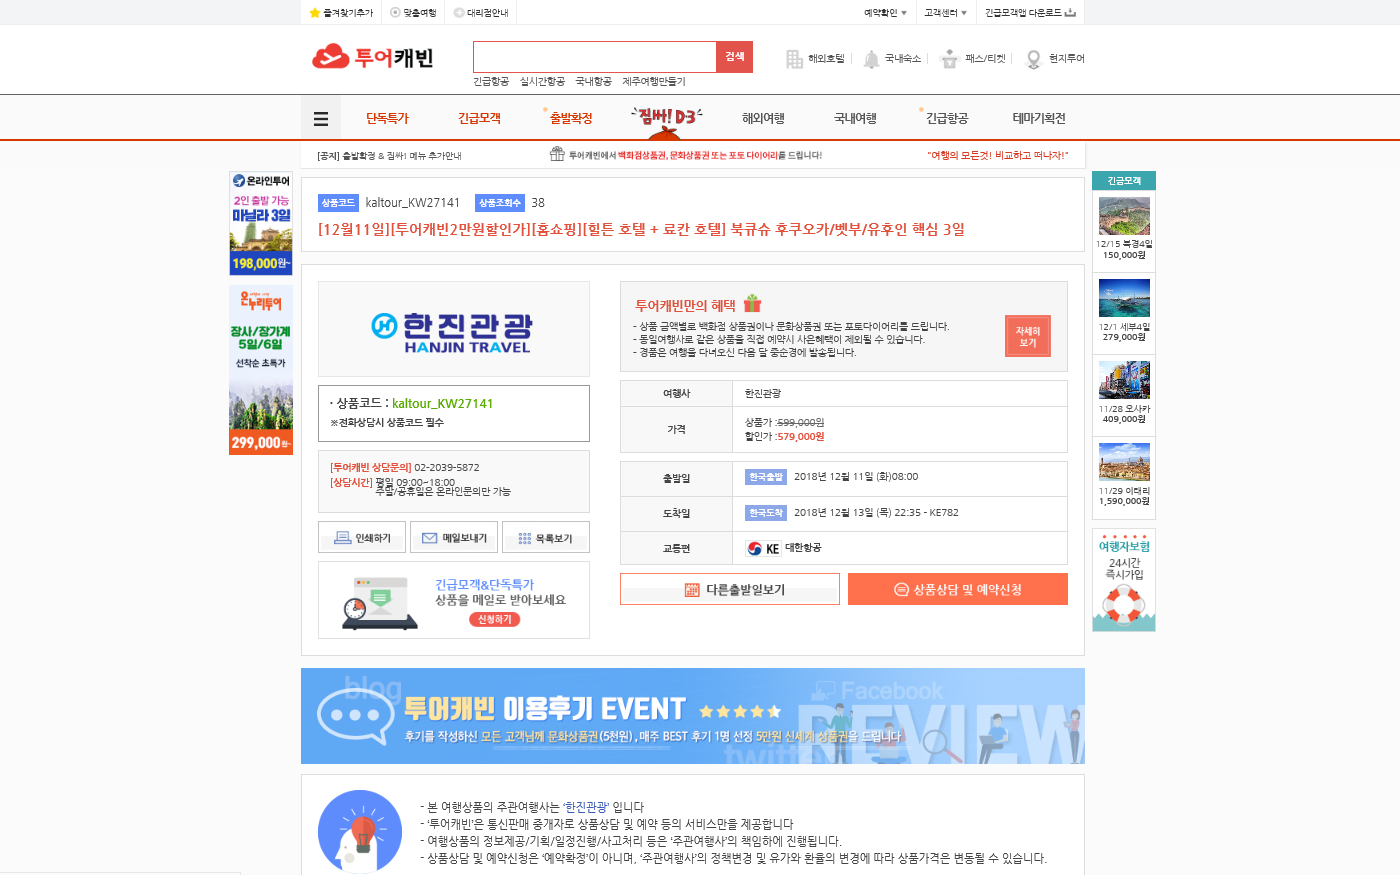 즐겨찾기추가
맞춤여행
대리점안내
예약확인
고객센터
긴급모객앱 다운로드
투어캐빈
검색
긴급항공 실시간항공 국내항공 제주여행만들기
해외호텔
국내숙소
패스/티켓
현지투어
단독특가
긴급모객
출발확정
짐싸! D3
해외여행
국내여행
긴급항공
테마기획전
[공지] 출발확정 & 짐싸! 메뉴 추가안내
투어캐빈에서 백화점상품권, 문화상품권 또는 포토 다이어리를 드립니다!
"여행의 모든것! 비교하고 떠나자!"
온라인투어
2인 출발 가능
마닐라 3일
198,000원~
온누리투어
장사/장가계
5일/6일
선착순 초특가
299,000원~
상품코드 kaltour_KW27141 상품조회수 38
[12월11일][투어캐빈2만원할인가][홈쇼핑][힐튼 호텔 + 료칸 호텔] 북큐슈 후쿠오카/벳부/유후인 핵심 3일
한진관광
HANJIN TRAVEL
· 상품코드 : kaltour_KW27141
※전화상담시 상품코드 필수
[투어캐빈 상담문의] 02-2039-5872
[상담시간] 평일 09:00~18:00
주말/공휴일은 온라인문의만 가능
인쇄하기
메일보내기
목록보기
긴급모객&단독특가
상품을 메일로 받아보세요
신청하기
투어캐빈만의 혜택
- 상품 금액별로 백화점 상품권이나 문화상품권 또는 포토다이어리를 드립니다.
- 동일여행사로 같은 상품을 직접 예약시 사은혜택이 제외될 수 있습니다.
- 경품은 여행을 다녀오신 다음 달 중순경에 발송됩니다.
자세히
보기
여행사 한진관광
가격
상품가 :599,000원
할인가 :579,000원
출발일 한국출발 2018년 12월 11일 (화)08:00
도착일 한국도착 2018년 12월 13일 (목) 22:35 - KE782
교통편 KE 대한항공
다른출발일보기
상품상담 및 예약신청
긴급모객
12/15 북경4일
150,000원
12/1 세부4일
279,000원
11/28 오사카
409,000원
11/29 이태리
1,590,000원
여행자보험
24시간
즉시가입
blog
Facebook
투어캐빈 이용후기 EVENT
REVIEW
후기를 작성하신 모든 고객님께 문화상품권(5천원) , 매주 BEST 후기 1명 선정 5만원 신세계 상품권을 드립니다
twitte
- 본 여행상품의 주관여행사는 '한진관광' 입니다
- '투어캐빈'은 통신판매 중개자로 상품상담 및 예약 등의 서비스만을 제공합니다
- 여행상품의 정보제공/기획/일정진행/사고처리 등은 '주관여행사'의 책임하에 진행됩니다.
- 상품상담 및 예약신청은 '예약확정'이 아니며, '주관여행사'의 정책변경 및 유가와 환율의 변경에 따라 상품가격은 변동될 수 있습니다.